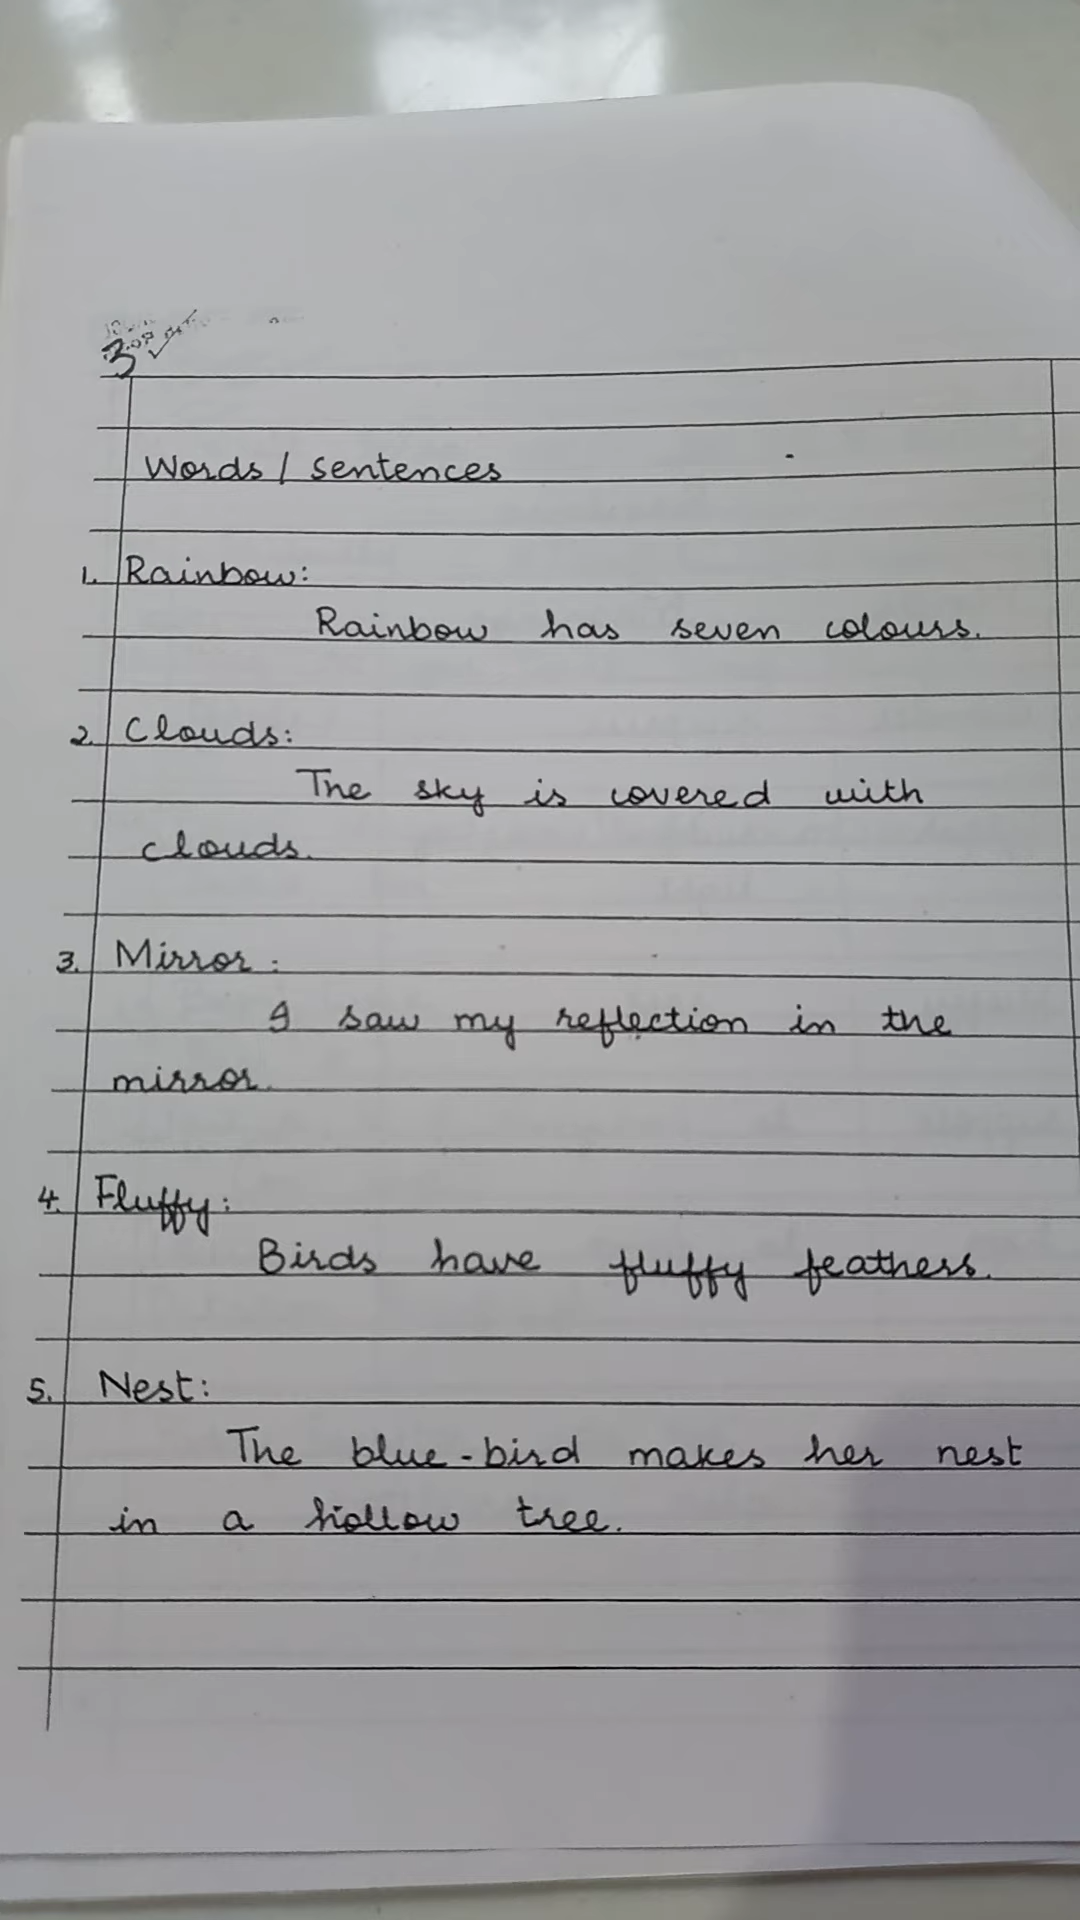 3
Words / sentences
1. Rainbow:
Rainbow has seven colours.
2. Clouds:
The sky is covered with
clouds.
3. Mirror:
I saw my reflection in the
mirror.
4. Fluffy:
Birds have fluffy feathers.
5. Nest:
The blue-bird makes her nest
in a hollow tree.